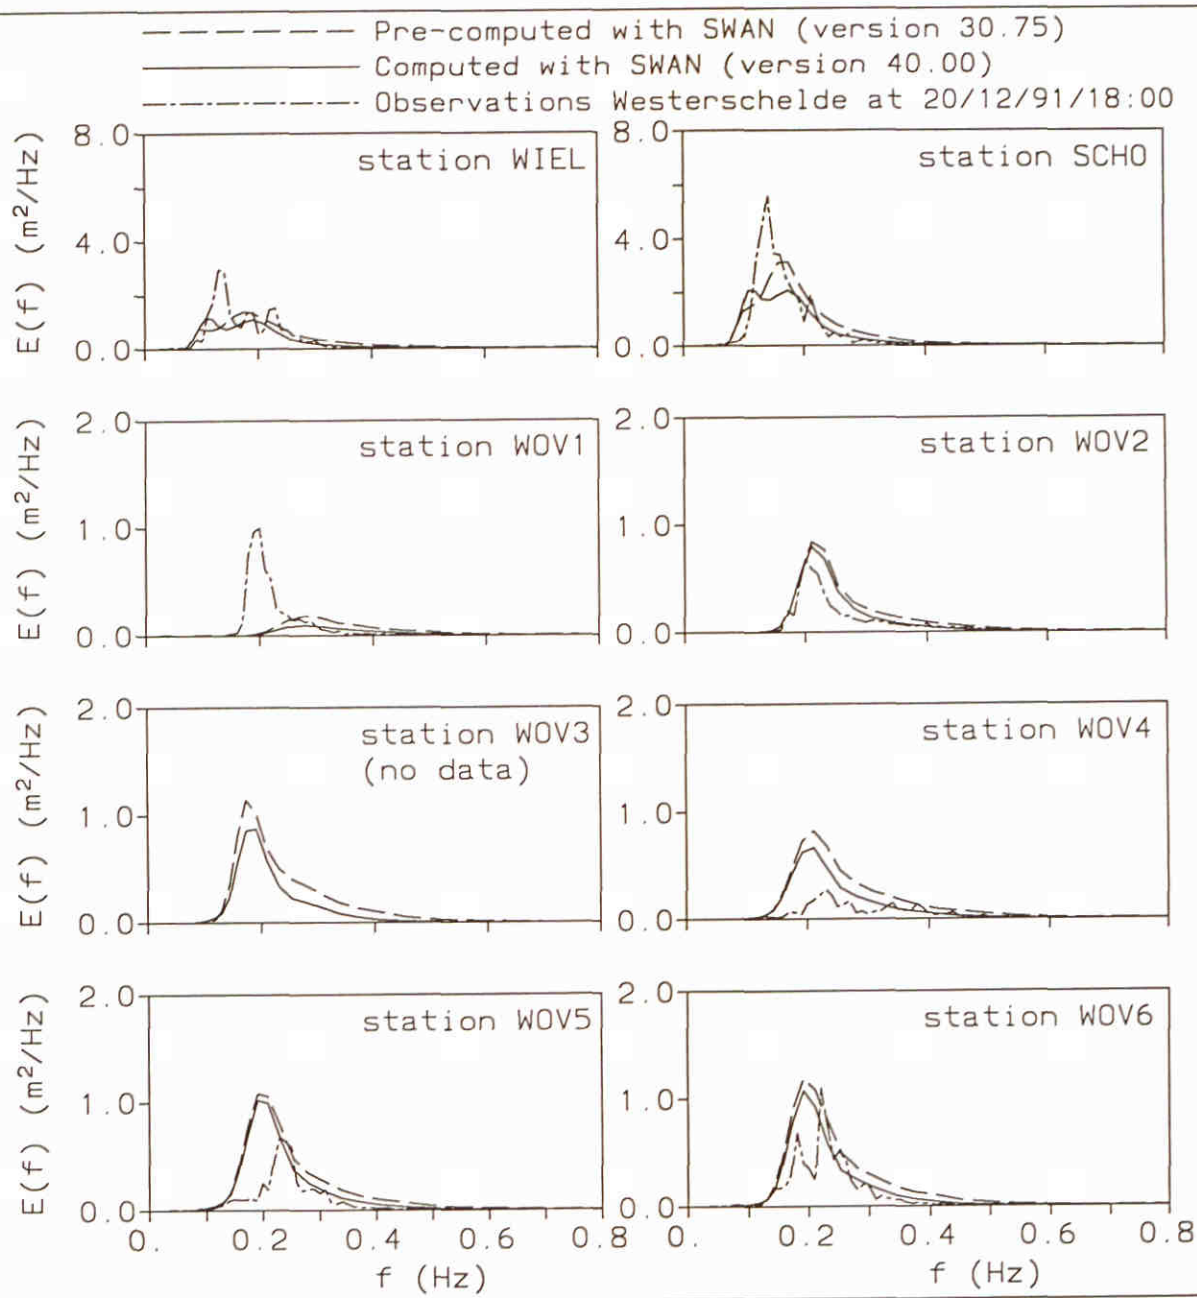 Pre-computed with SWAN (version 30.75)
Computed with SWAN (version 40.00)
Observations Westerschelde at 20/12/91/18:00
E(f) (m²/Hz)
8.0
4.0
0.0
station WIEL
8.0
4.0
0.0
station SCHO
E(f) (m²/Hz)
2.0
1.0
0.0
station WOV1
2.0
1.0
0.0
station WOV2
E(f) (m²/Hz)
2.0
1.0
0.0
station WOV3
(no data)
2.0
1.0
0.0
station WOV4
E(f) (m²/Hz)
2.0
1.0
0.0
station WOV5
2.0
1.0
.0
station WOV6
0. 0.2 0.4 0.6 0.8
f (Hz)
0. 0.2 0.4 0.6 0.8
f (Hz)